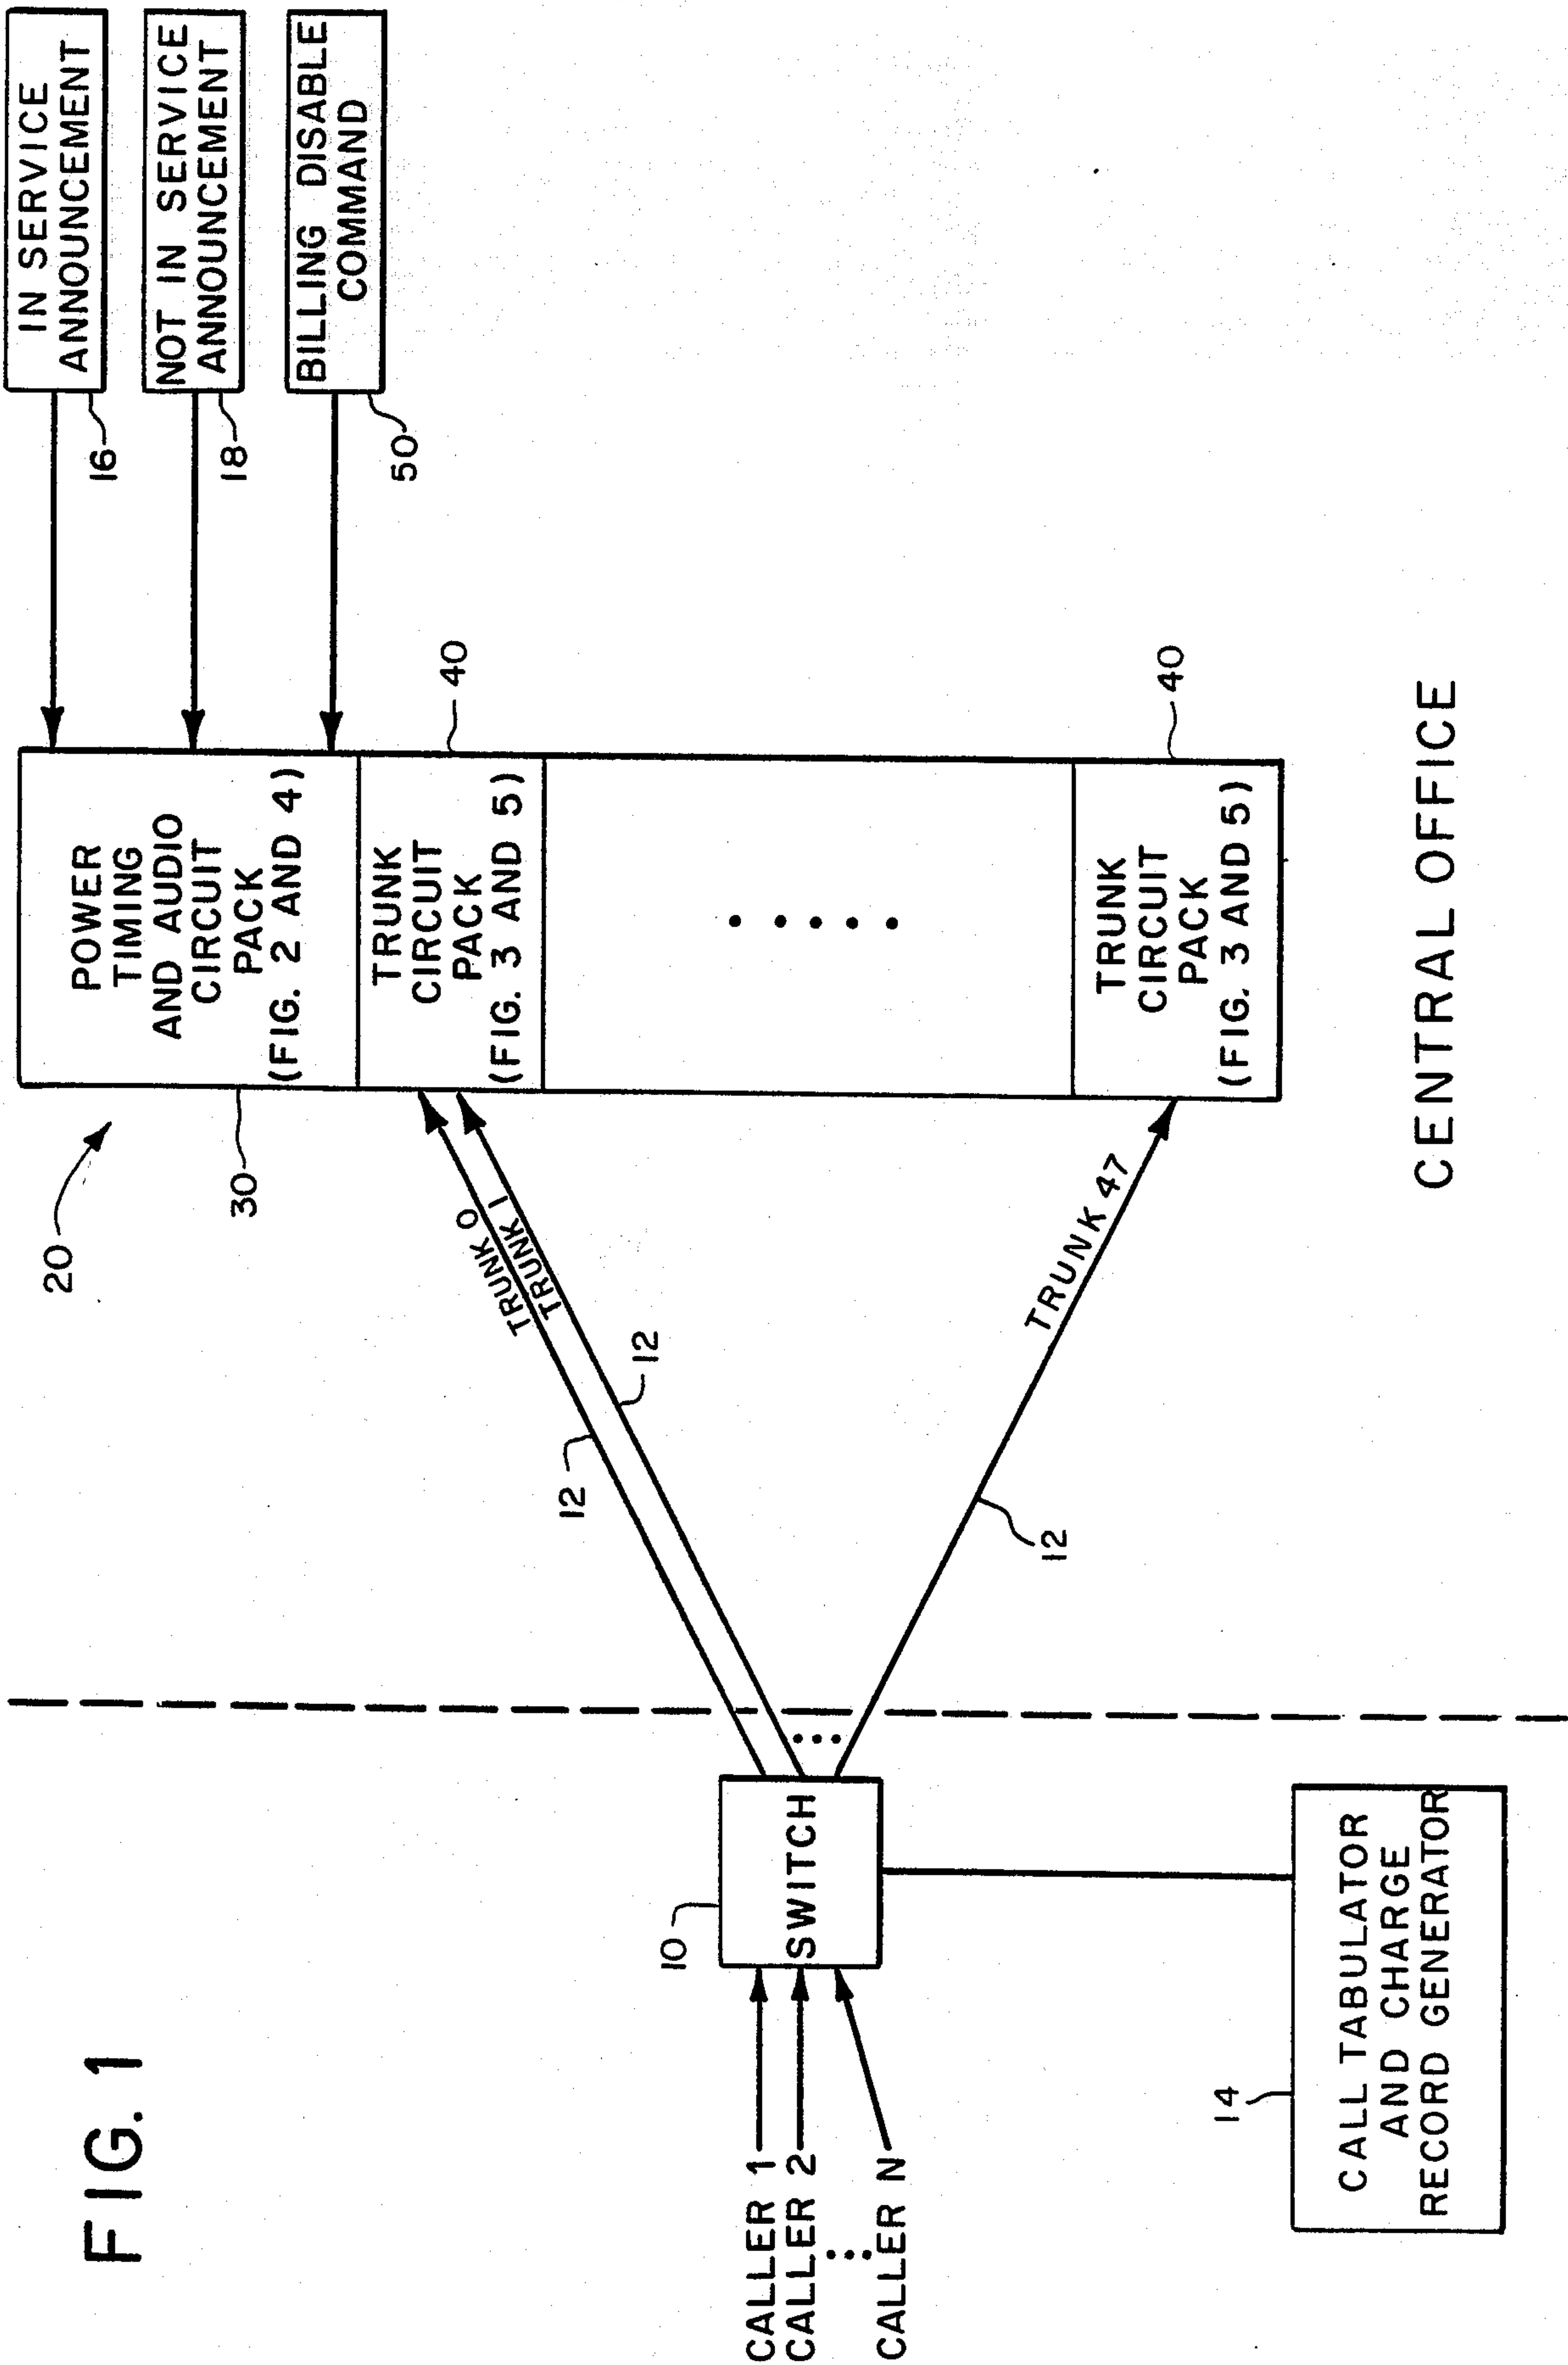 FIG. 1
CALLER 1
CALLER 2
CALLER N
10
SWITCH
14
CALL TABULATOR
AND CHARGE
RECORD GENERATOR
12
12
12
TRUNK 0
TRUNK 1
TRUNK 47
20
30
POWER
TIMING
AND AUDIO
CIRCUIT
PACK
(FIG. 2 AND 4)
TRUNK
CIRCUIT
PACK
(FIG. 3 AND 5)
40
TRUNK
CIRCUIT
PACK
(FIG. 3 AND 5)
40
IN SERVICE
ANNOUNCEMENT
16
NOT IN SERVICE
ANNOUNCEMENT
18
BILLING DISABLE
COMMAND
50
CENTRAL OFFICE